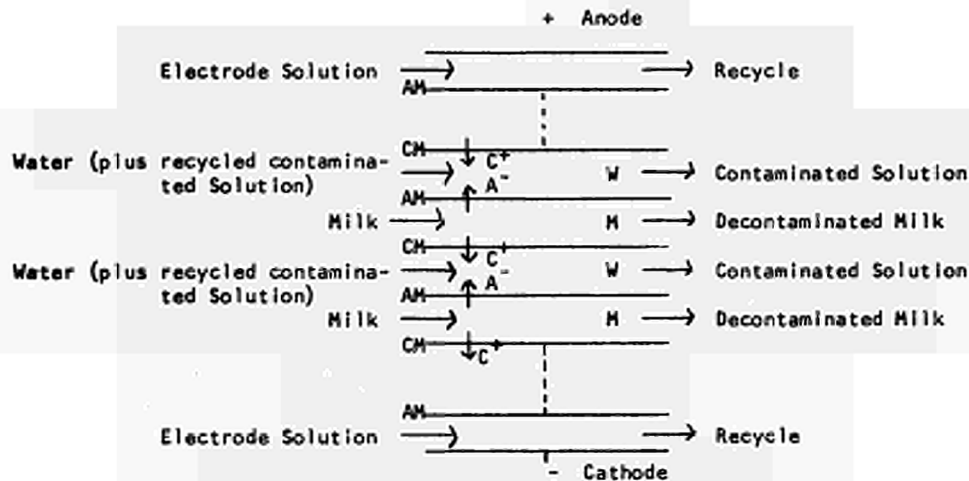 + Anode
Electrode Solution Recycle
AM
CM C+
Water (plus recycled contamina-
ted Solution) W Contaminated Solution
A-
AM
Milk M Decontaminated Milk
CM C+
Water (plus recycled contamina- W Contaminated Solution
ted Solution) A-
AM
Milk M Decontaminated Milk
CM C+
AM
Electrode Solution Recycle
- Cathode